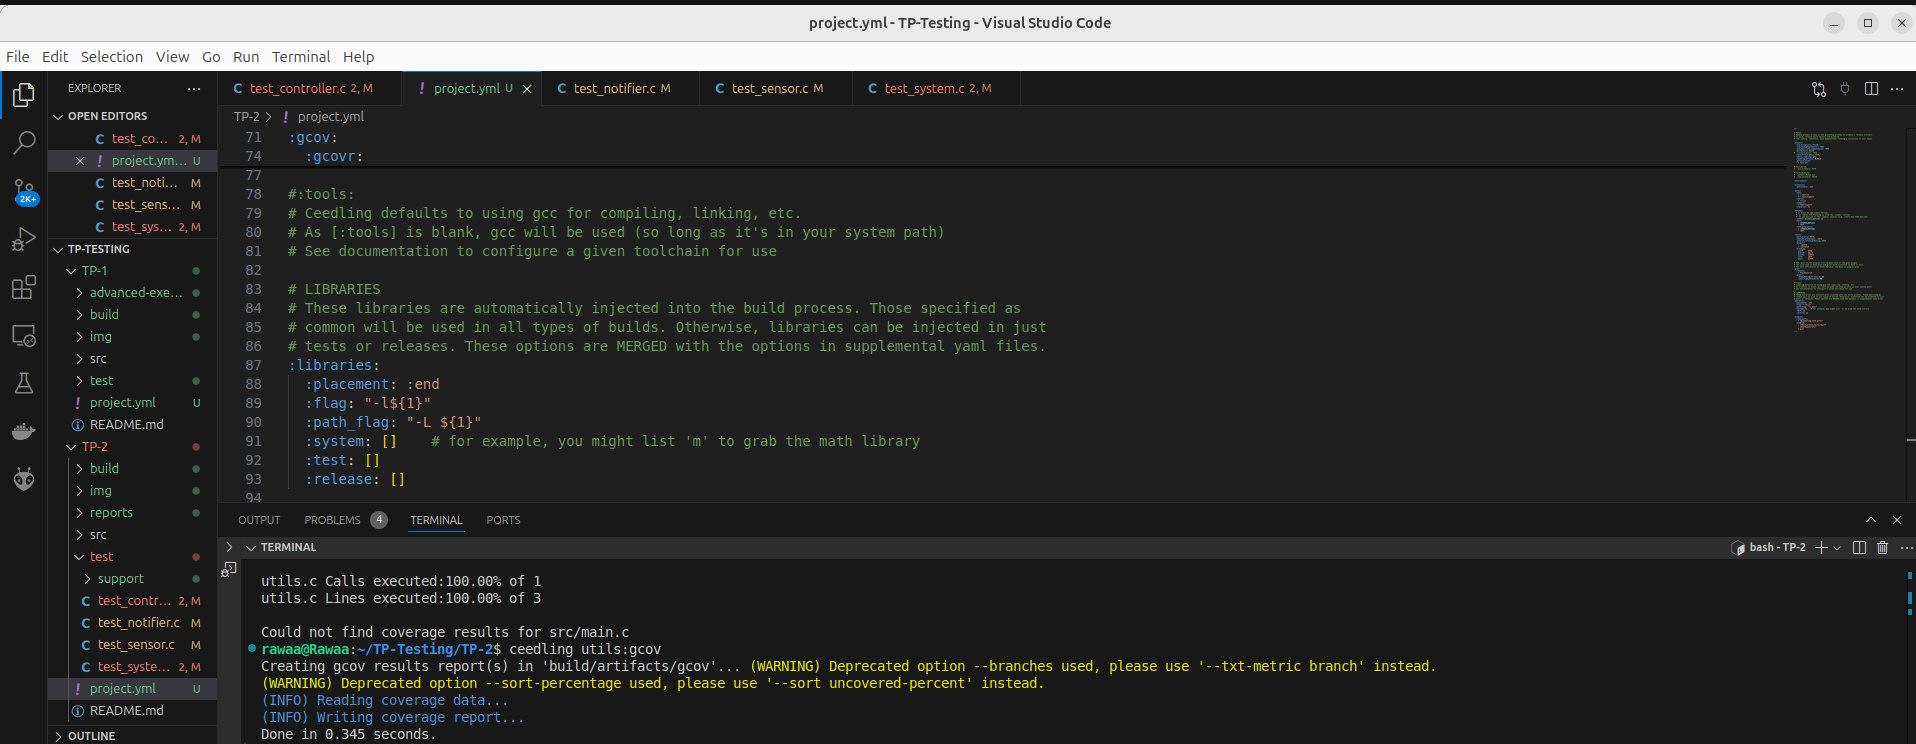 project.yml - TP-Testing - Visual Studio Code
File Edit Selection View Go Run Terminal Help
EXPLORER
OPEN EDITORS
test_co... 2, M
project.ym... U
test_noti... M
test_sens... M
test_sys... 2, M
TP-TESTING
TP-1
advanced-exe...
build
img
src
test
project.yml U
README.md
TP-2
build
img
reports
src
test
support
test_contr... 2, M
test_notifier.c M
test_sensor.c M
test_syste... 2, M
project.yml U
README.md
OUTLINE
2K+
test_controller.c 2, M
project.yml U
test_notifier.c M
test_sensor.c M
test_system.c 2, M
TP-2 > ! project.yml
71 :gcov:
74 :gcovr:
77
78 #:tools:
79 # Ceedling defaults to using gcc for compiling, linking, etc.
80 # As [:tools] is blank, gcc will be used (so long as it's in your system path)
81 # See documentation to configure a given toolchain for use
82
83 # LIBRARIES
84 # These libraries are automatically injected into the build process. Those specified as
85 # common will be used in all types of builds. Otherwise, libraries can be injected in just
86 # tests or releases. These options are MERGED with the options in supplemental yaml files.
87 :libraries:
88 :placement: :end
89 :flag: "-l${1}"
90 :path_flag: "-L ${1}"
91 :system: [] # for example, you might list 'm' to grab the math library
92 :test: []
93 :release: []
94
OUTPUT PROBLEMS 4 TERMINAL PORTS
TERMINAL
bash - TP-2
utils.c Calls executed:100.00% of 1
utils.c Lines executed:100.00% of 3
Could not find coverage results for src/main.c
rawaa@Rawaa:~/TP-Testing/TP-2$ ceedling utils:gcov
Creating gcov results report(s) in 'build/artifacts/gcov'... (WARNING) Deprecated option --branches used, please use '--txt-metric branch' instead.
(WARNING) Deprecated option --sort-percentage used, please use '--sort uncovered-percent' instead.
(INFO) Reading coverage data...
(INFO) Writing coverage report...
Done in 0.345 seconds.